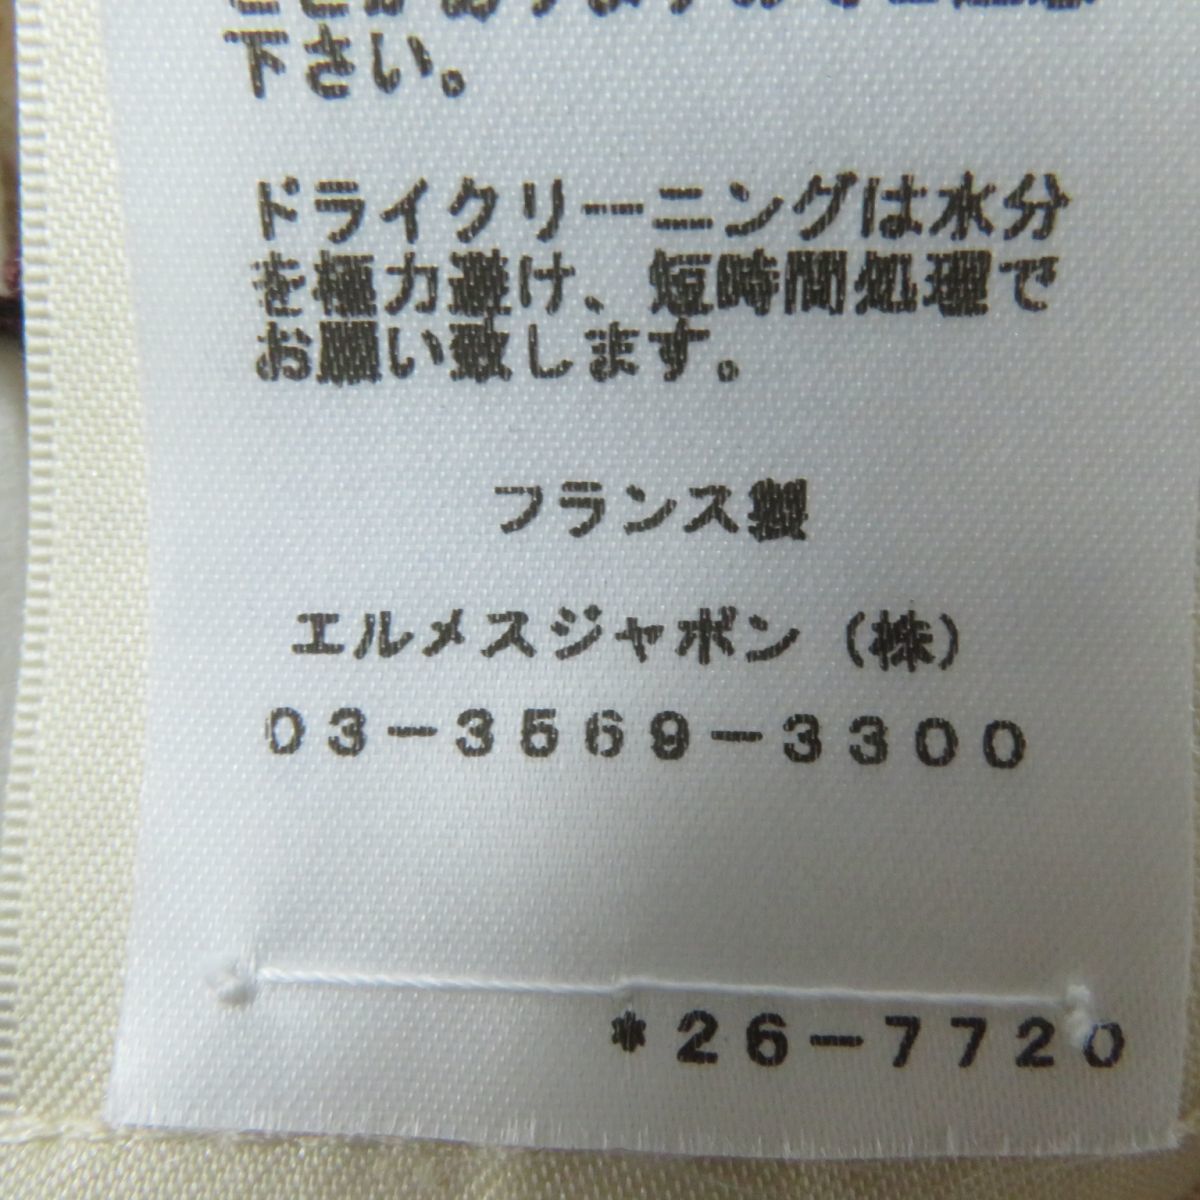 下さい。
ドライクリーニングは水分
を極力避け、短時間処理で
お願い致します。
フランス製
エルメスジャポン（株）
03-3569-3300
*26-7720